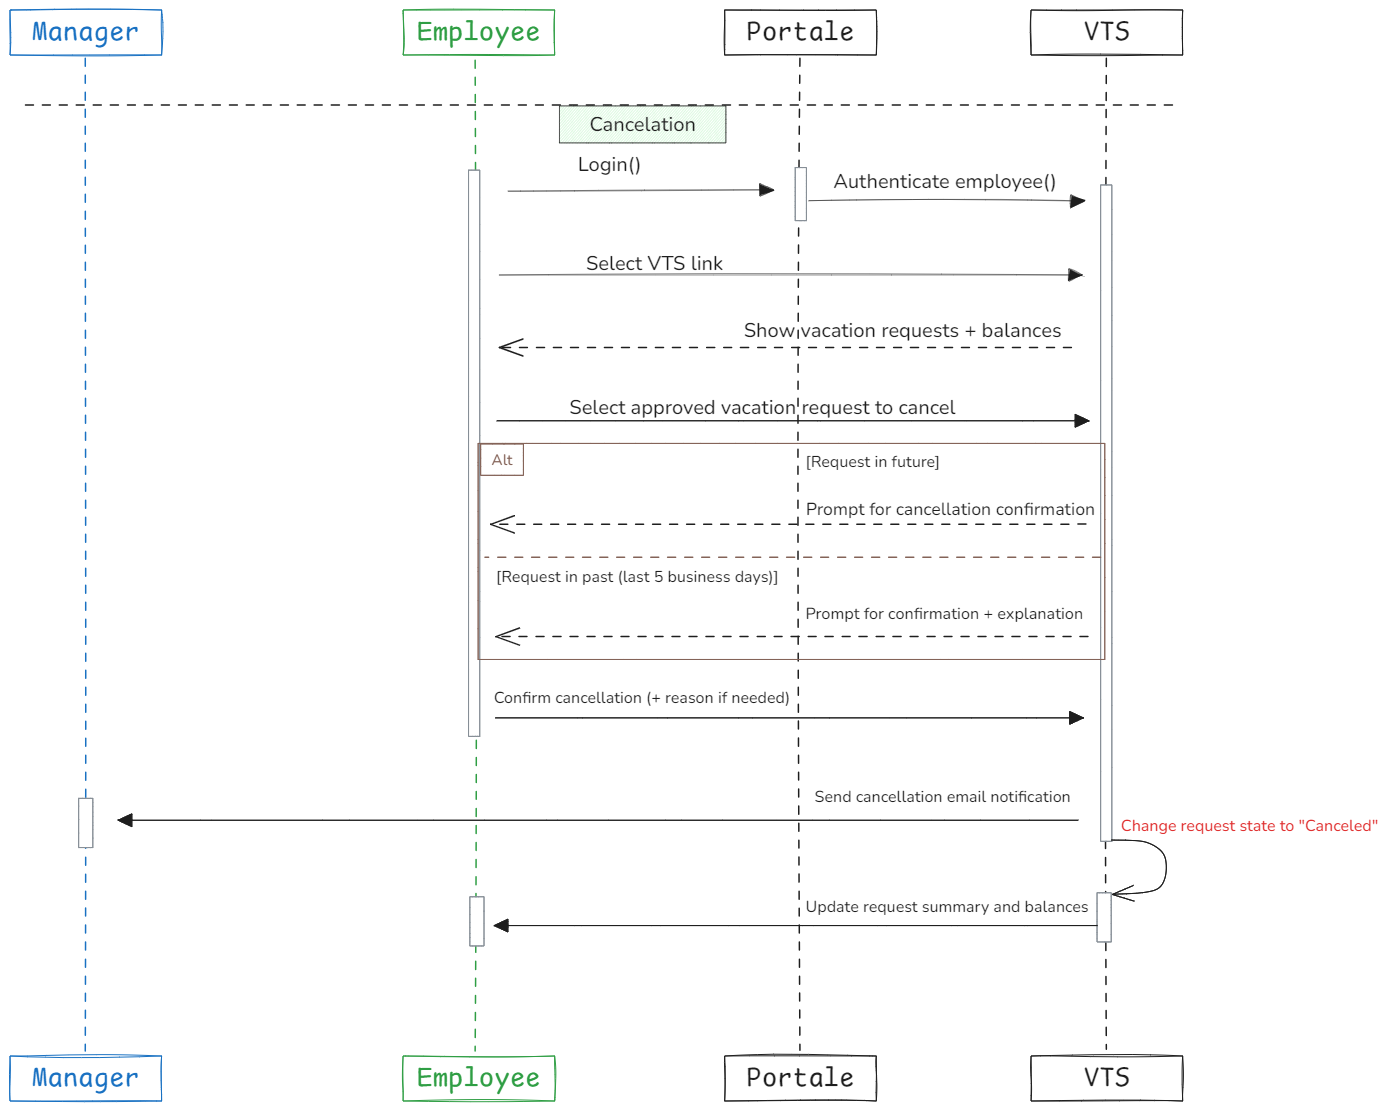 Manager
Employee
Portale
VTS
Cancelation
Login()
Authenticate employee()
Select VTS link
Show vacation requests + balances
Select approved vacation request to cancel
Alt
[Request in future]
Prompt for cancellation confirmation
[Request in past (last 5 business days)]
Prompt for confirmation + explanation
Confirm cancellation (+ reason if needed)
Send cancellation email notification
Change request state to "Canceled"
Update request summary and balances
Manager
Employee
Portale
VTS